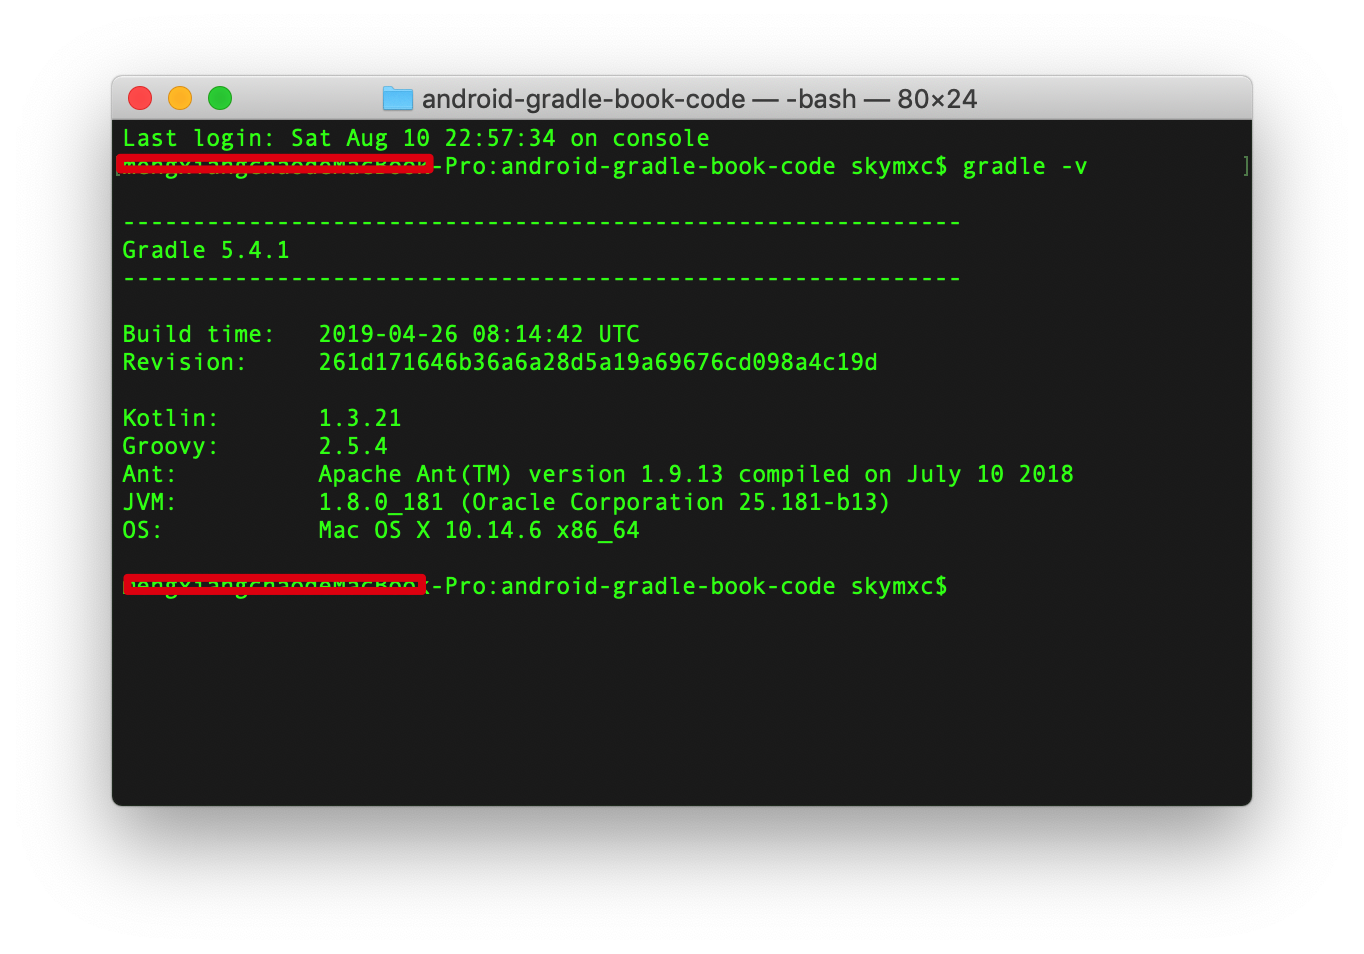 android-gradle-book-code — -bash — 80×24
Last login: Sat Aug 10 22:57:34 on console
-Pro:android-gradle-book-code skymxc$ gradle -v
------------------------------------------------------------
Gradle 5.4.1
------------------------------------------------------------
Build time:   2019-04-26 08:14:42 UTC
Revision:     261d171646b36a6a28d5a19a69676cd098a4c19d
Kotlin:       1.3.21
Groovy:       2.5.4
Ant:          Apache Ant(TM) version 1.9.13 compiled on July 10 2018
JVM:          1.8.0_181 (Oracle Corporation 25.181-b13)
OS:           Mac OS X 10.14.6 x86_64
-Pro:android-gradle-book-code skymxc$